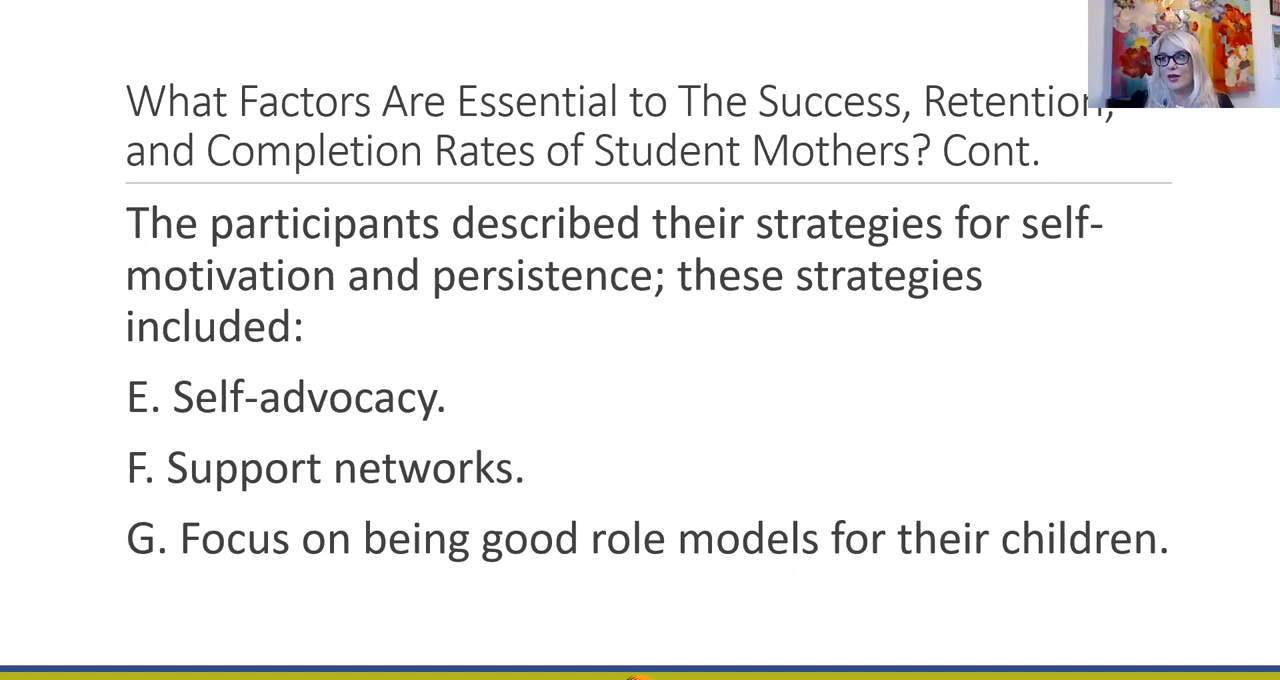 What Factors Are Essential to The Success, Retention,
and Completion Rates of Student Mothers? Cont.
The participants described their strategies for self-
motivation and persistence; these strategies
included:
E. Self-advocacy.
F. Support networks.
G. Focus on being good role models for their children.